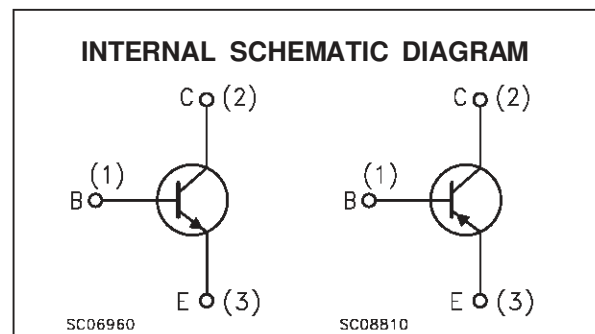 INTERNAL SCHEMATIC DIAGRAM
C (2) C (2)
(1) (1)
B B
E (3) E (3)
SC06960 SC08810